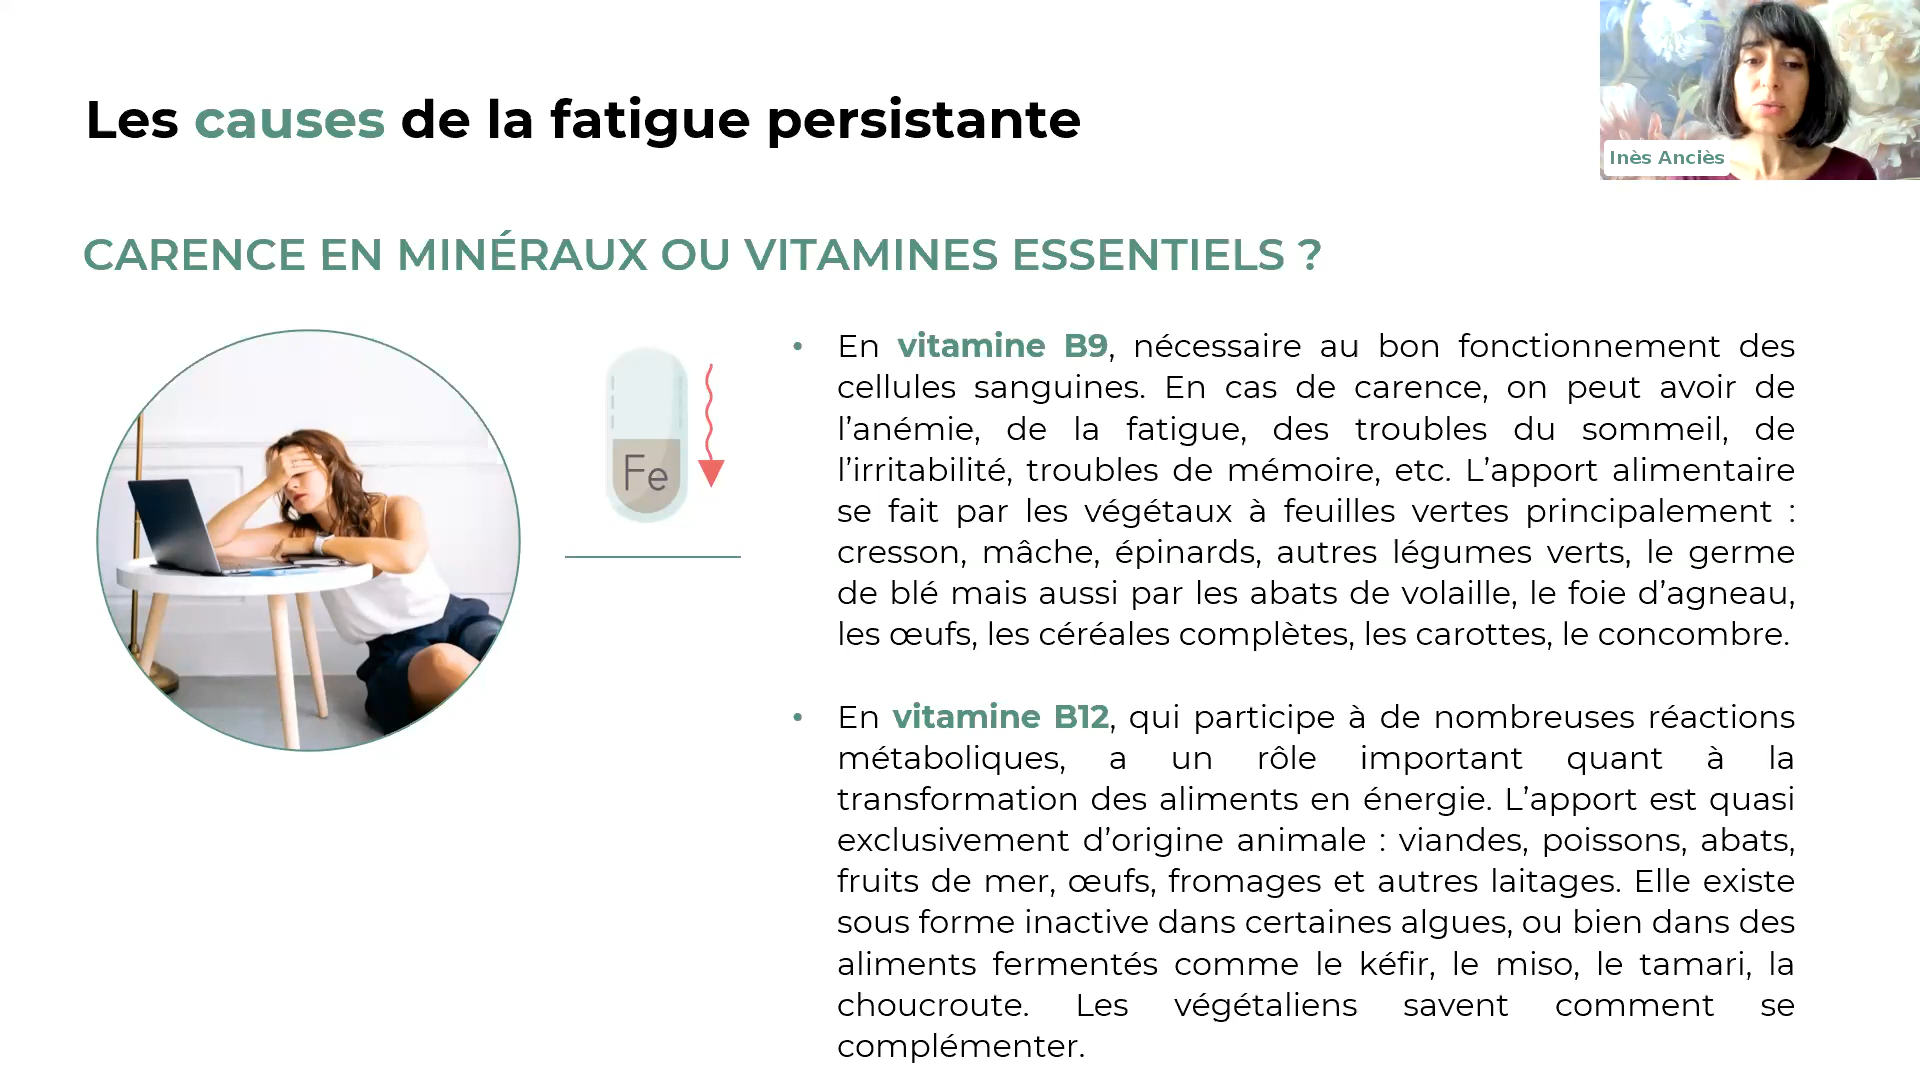 Les causes de la fatigue persistante
Inès Anciès
CARENCE EN MINÉRAUX OU VITAMINES ESSENTIELS ?
Fe
• En vitamine B9, nécessaire au bon fonctionnement des
cellules sanguines. En cas de carence, on peut avoir de
l’anémie, de la fatigue, des troubles du sommeil, de
l’irritabilité, troubles de mémoire, etc. L’apport alimentaire
se fait par les végétaux à feuilles vertes principalement :
cresson, mâche, épinards, autres légumes verts, le germe
de blé mais aussi par les abats de volaille, le foie d’agneau,
les œufs, les céréales complètes, les carottes, le concombre.
• En vitamine B12, qui participe à de nombreuses réactions
métaboliques, a un rôle important quant à la
transformation des aliments en énergie. L’apport est quasi
exclusivement d’origine animale : viandes, poissons, abats,
fruits de mer, œufs, fromages et autres laitages. Elle existe
sous forme inactive dans certaines algues, ou bien dans des
aliments fermentés comme le kéfir, le miso, le tamari, la
choucroute. Les végétaliens savent comment se
complémenter.